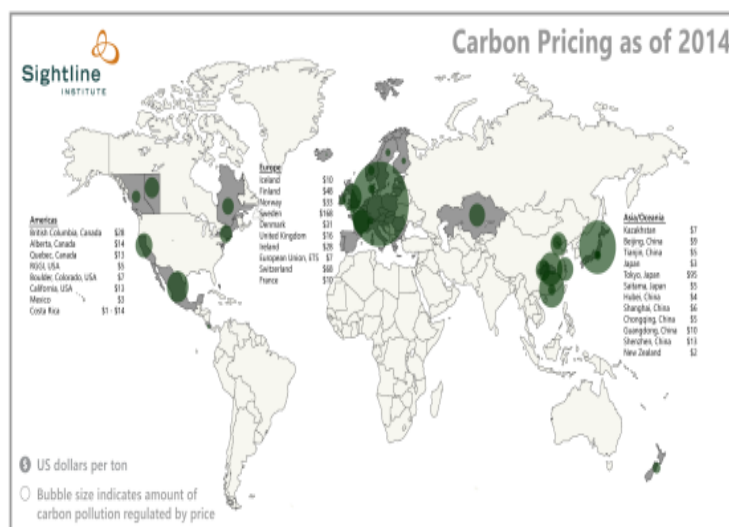 Carbon Pricing as of 2014
Sightline
INSTITUTE
Americas
British Columbia, Canada $28
Alberta, Canada $14
Quebec, Canada $13
RGGI, USA $5
Boulder, Colorado, USA $7
California, USA $13
Mexico $3
Costa Rica $1 - $14
Europe
Iceland $10
Finland $48
Norway $33
Sweden $168
Denmark $31
United Kingdom $16
Ireland $28
European Union, ETS $7
Switzerland $68
France $10
Asia/Oceania
Kazakhstan $7
Beijing, China $9
Tianjin, China $5
Japan $3
Tokyo, Japan $95
Saitama, Japan $5
Hubei, China $4
Shanghai, China $6
Chongqing, China $5
Guangdong, China $10
Shenzhen, China $13
New Zealand $2
$ US dollars per ton
Bubble size indicates amount of
carbon pollution regulated by price